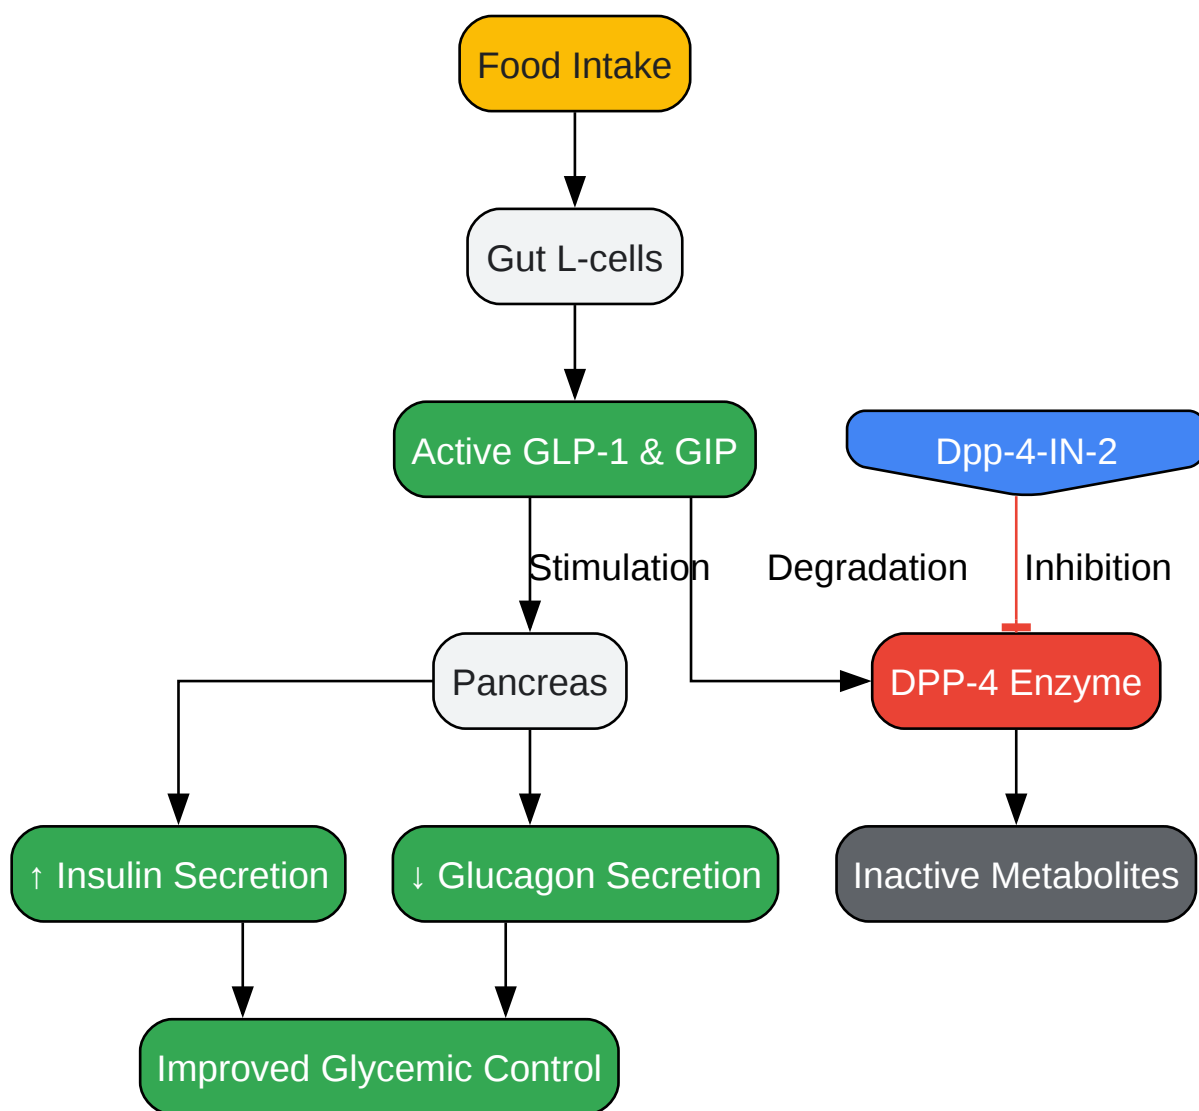 Food Intake
Gut L-cells
Active GLP-1 & GIP
Dpp-4-IN-2
Stimulation
Degradation
Inhibition
Pancreas
DPP-4 Enzyme
↑ Insulin Secretion
↓ Glucagon Secretion
Inactive Metabolites
Improved Glycemic Control